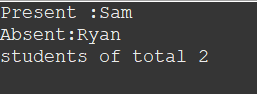 Present :Sam
Absent:Ryan
students of total 2